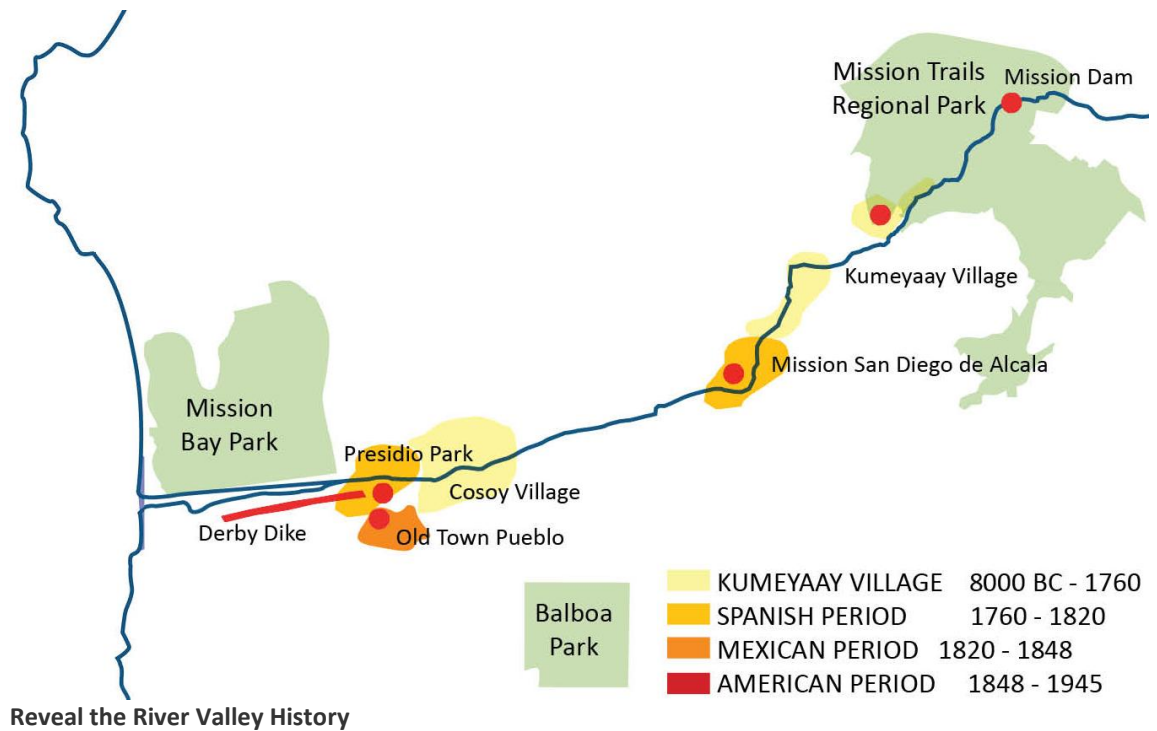 Mission Trails
Regional Park
Mission Dam
Kumeyaay Village
Mission San Diego de Alcala
Mission
Bay Park
Presidio Park
Cosoy Village
Derby Dike
Old Town Pueblo
Balboa
Park
KUMEYAAY VILLAGE 8000 BC - 1760
SPANISH PERIOD 1760 - 1820
MEXICAN PERIOD 1820 - 1848
AMERICAN PERIOD 1848 - 1945
Reveal the River Valley History